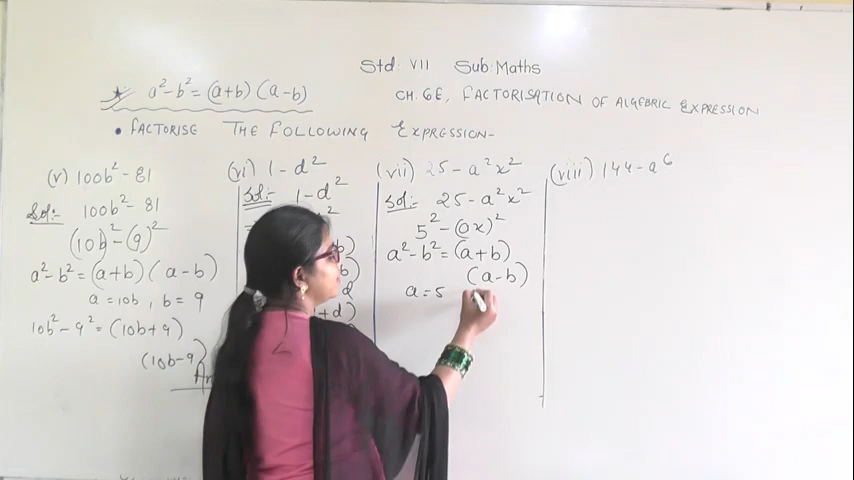 Std: VII Sub: Maths
a²-b² = (a+b) (a-b)
CH. 6E, FACTORISATION OF ALGEBRIC EXPRESSION
• FACTORISE THE FOLLOWING EXPRESSION-
(v) 100b² - 81
Sol:- 100b² - 81
(10b)² - (9)²
a²-b² = (a+b) (a-b)
a = 10b, b = 9
10b² - 9² = (10b+9)
(10b-9)
(vi) 1 - d²
Sol:- 1 - d²
+d)
(vii) 25 - a²x²
Sol:- 25 - a²x²
5² - (ax)²
a²-b² = (a+b)
(a-b)
a = 5
(viii) 144 - a⁶